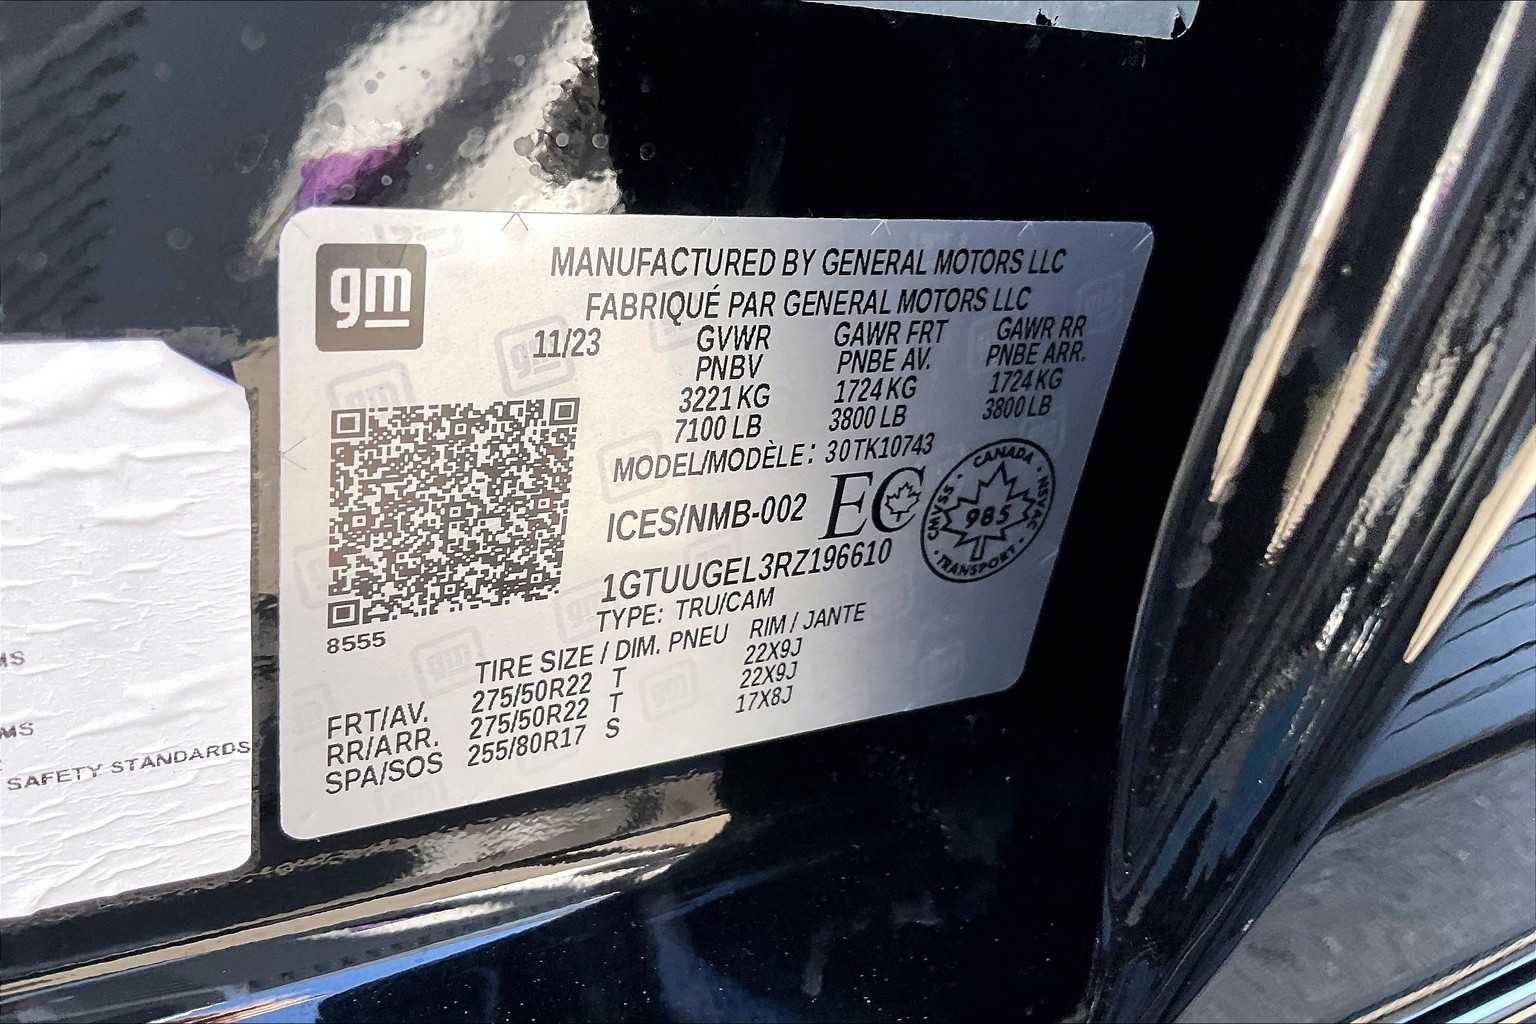 gm
MANUFACTURED BY GENERAL MOTORS LLC
FABRIQUÉ PAR GENERAL MOTORS LLC
11/23 GVWR GAWR FRT GAWR RR
PNBV PNBE AV. PNBE ARR.
3221 KG 1724 KG 1724 KG
7100 LB 3800 LB 3800 LB
MODEL/MODÈLE: 30TK10743
ICES/NMB-002 EC
CANADA
CMVSS 985 NSVAC
TRANSPORT
1GTUUGEL3RZ196610
TYPE: TRU/CAM
8555
TIRE SIZE / DIM. PNEU RIM / JANTE
FRT/AV. 275/50R22 T 22X9J
RR/ARR. 275/50R22 T 22X9J
SPA/SOS 255/80R17 S 17X8J
SAFETY STANDARDS